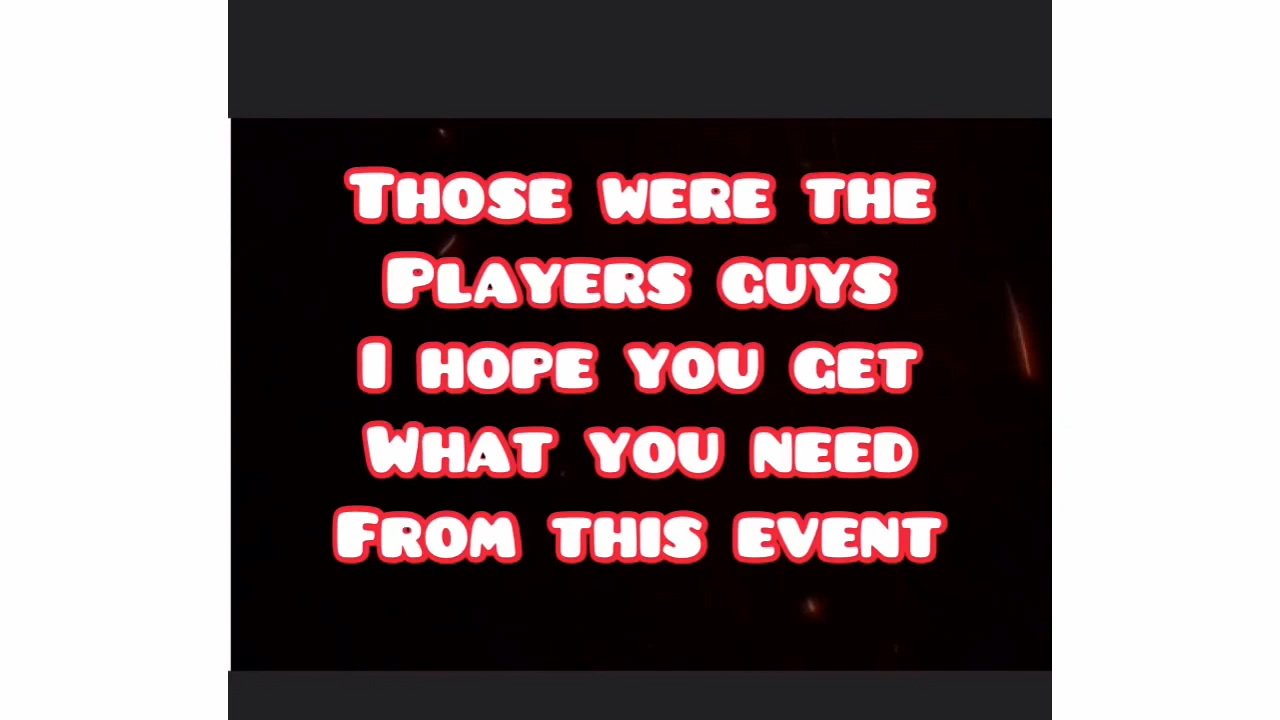 Those were the
Players guys
I hope you get
What you need
From this event